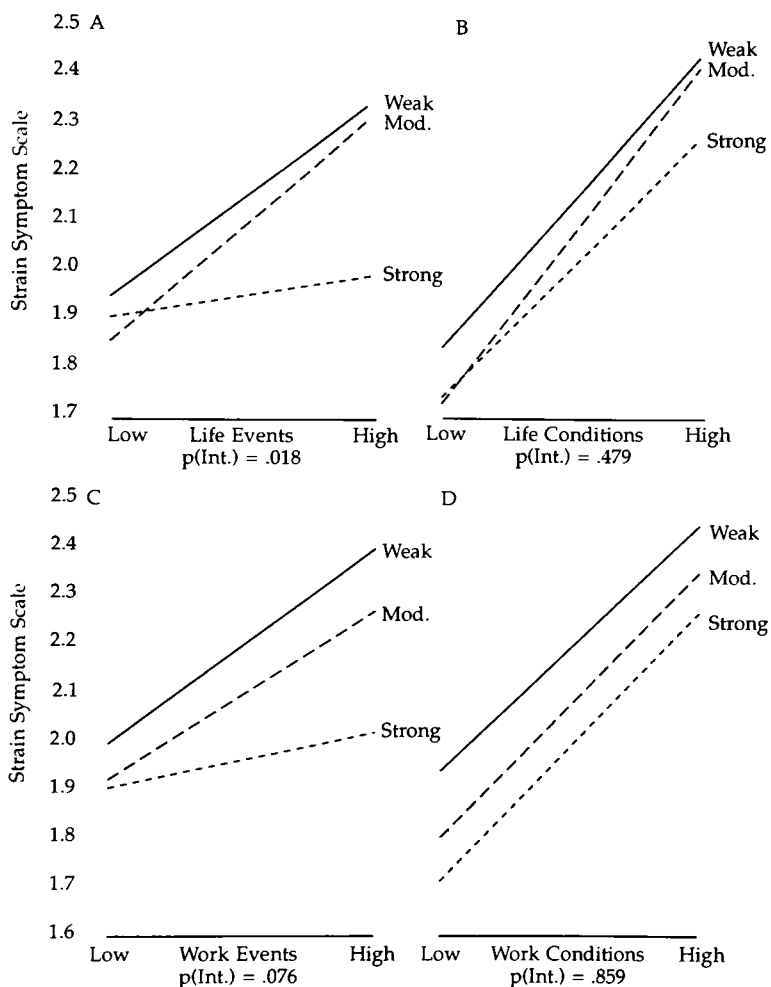 2.5 A B
2.4 Weak
Mod.
2.3 Weak
Mod.
Strong
2.2
2.1
2.0
Strong
1.9
1.8
1.7
Strain Symptom Scale
Low Life Events High
p(Int.) = .018
Low Life Conditions High
p(Int.) = .479
2.5 C D
2.4 Weak
Weak
2.3 Mod.
Mod.
Strong
2.2
2.1
2.0 Strong
1.9
1.8
1.7
1.6
Strain Symptom Scale
Low Work Events High
p(Int.) = .076
Low Work Conditions High
p(Int.) = .859